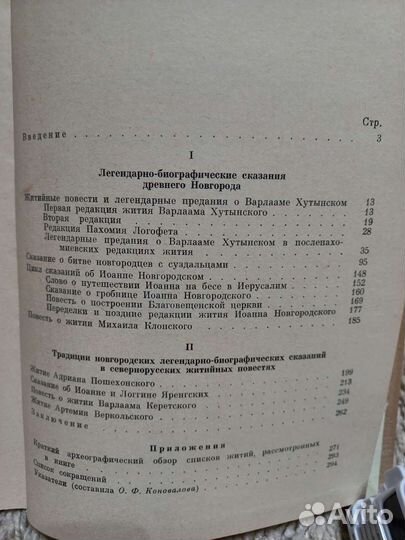 Стр.
Введение 3
I
Легендарно-биографические сказания
древнего Новгорода
Житийные повести и легендарные предания о Варлааме Хутынском 13
Первая редакция жития Варлаама Хутынского 13
Вторая редакция 19
Редакция Пахомия Логофета 28
Легендарные предания о Варлааме Хутынском в послепахо-
миевских редакциях жития 35
Сказание о битве новгородцев с суздальцами 95
Цикл сказаний об Иоанне Новгородском 148
Слово о путешествии Иоанна на бесе в Иерусалим 152
Сказание о гробнице Иоанна Новгородского 160
Повесть о построении Благовещенской церкви 169
Переделки и поздние редакции жития Иоанна Новгородского 177
Повесть о житии Михаила Клопского 185
II
Традиции новгородских легендарно-биографических сказаний
в севернорусских житийных повестях
Житие Адриана Пошехонского 199
Сказание об Иоанне и Логгине Яренгских 213
Повесть о житии Варлаама Керетского 234
Житие Артемия Веркольского 249
Заключение 262
Приложения
Краткий археографический обзор списков житий, рассмотренных
в книге 271
Список сокращений 293
Указатели (составила О. Ф. Коновалова) 294
Avito